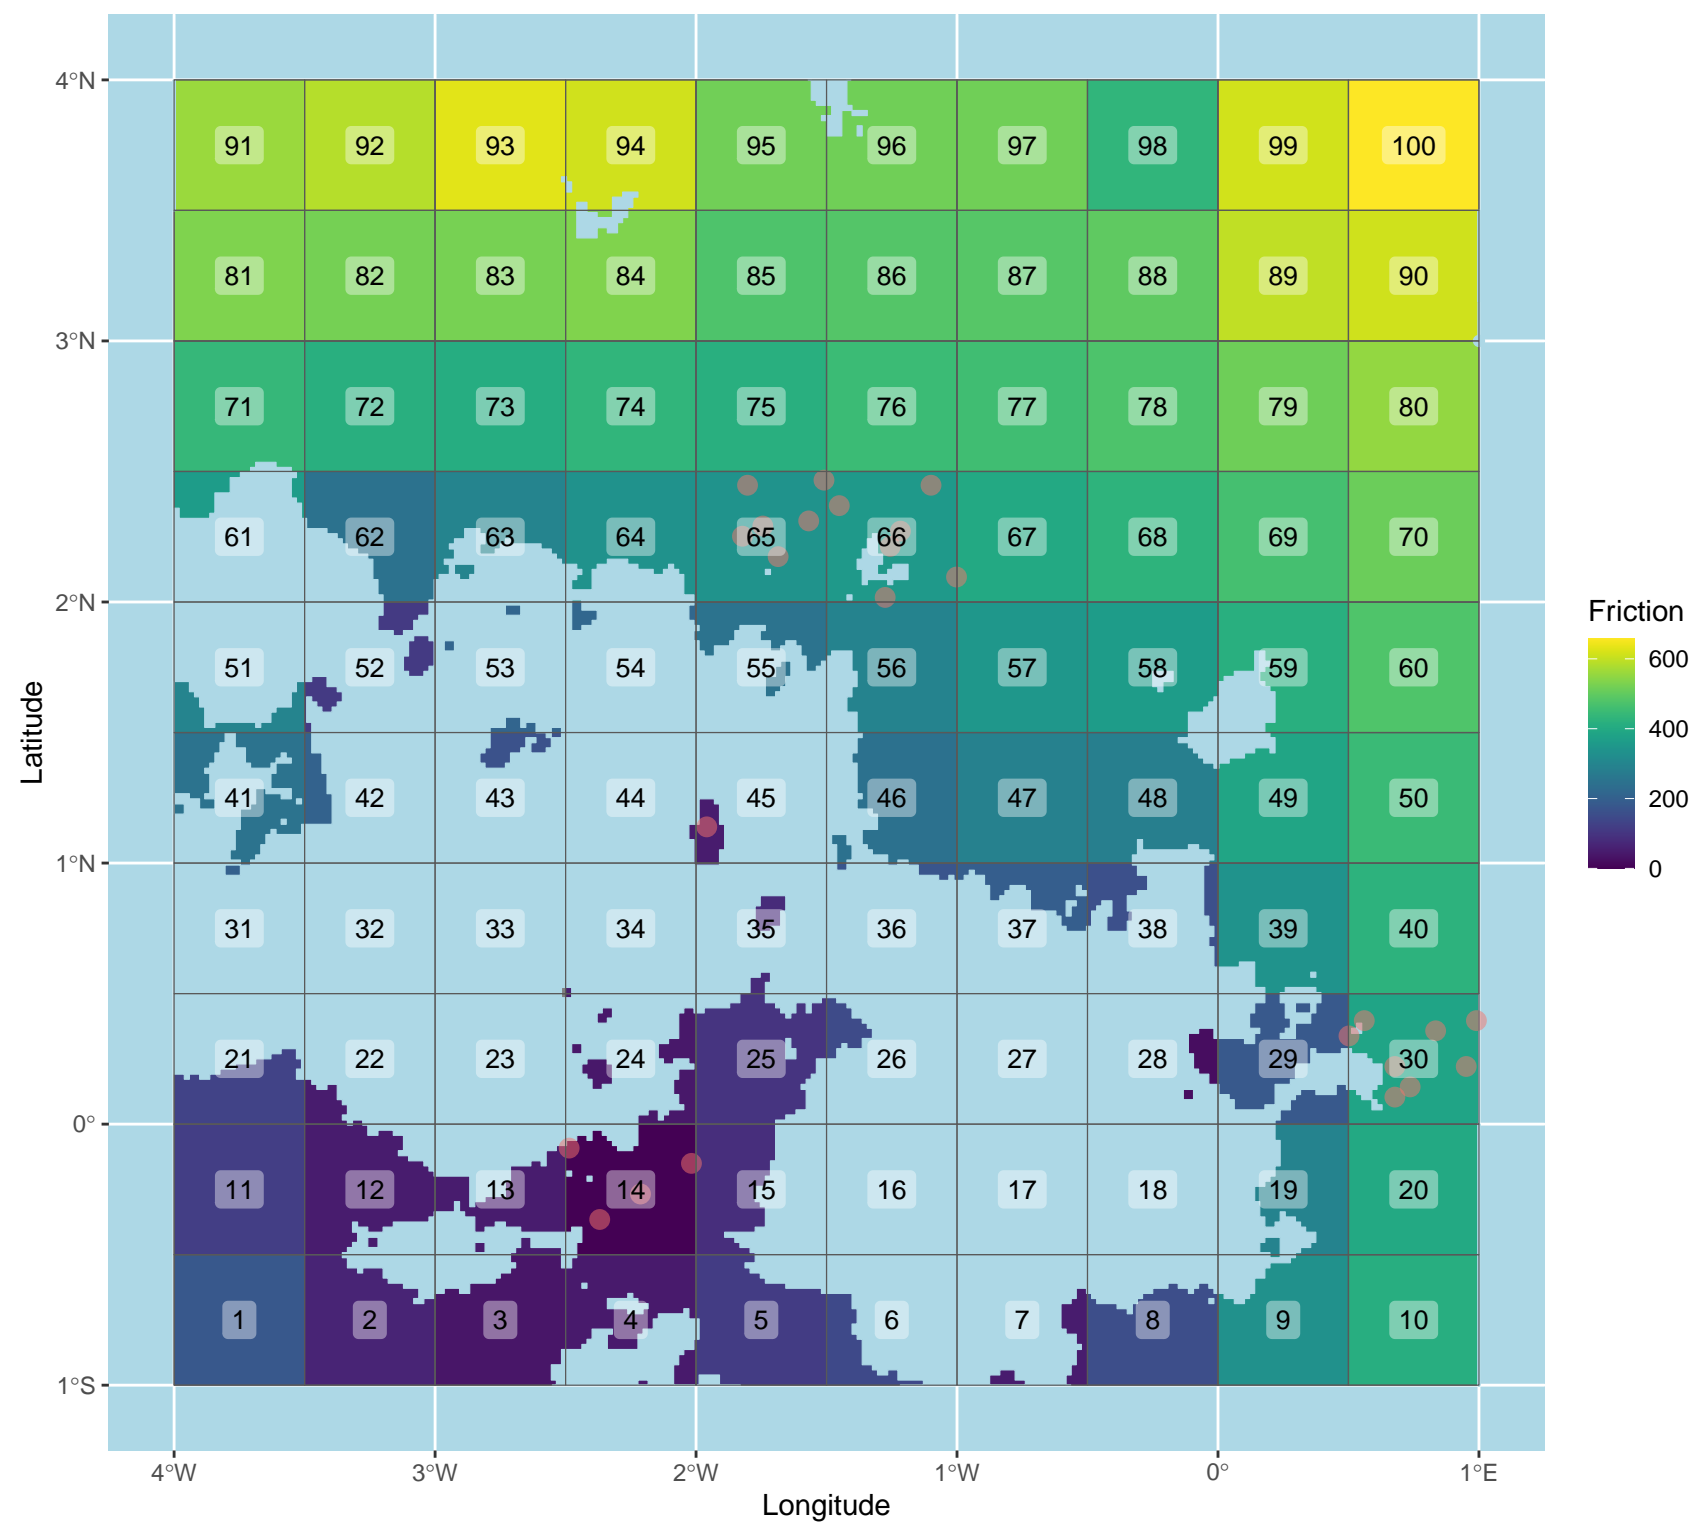 4°N
91 92 93 94 95 96 97 98 99 100
81 82 83 84 85 86 87 88 89 90
3°N
71 72 73 74 75 76 77 78 79 80
61 62 63 64 65 66 67 68 69 70
2°N
Friction
600
400
200
0
51 52 53 54 55 56 57 58 59 60
Latitude
41 42 43 44 45 46 47 48 49 50
1°N
31 32 33 34 35 36 37 38 39 40
21 22 23 24 25 26 27 28 29 30
0°
11 12 13 14 15 16 17 18 19 20
1 2 3 4 5 6 7 8 9 10
1°S
4°W 3°W 2°W 1°W 0° 1°E
Longitude